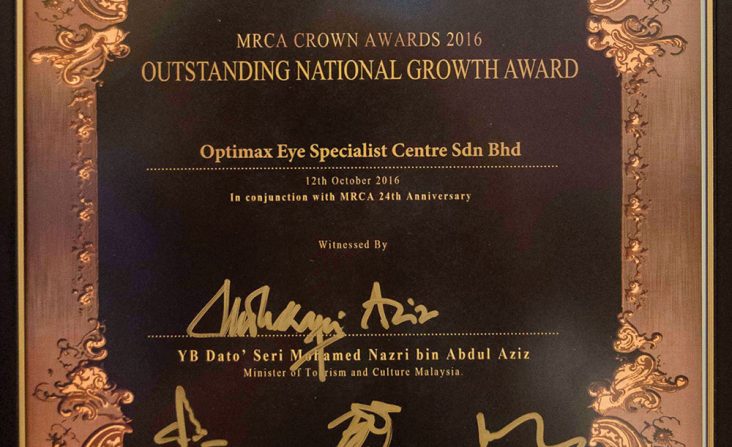 MRCA CROWN AWARDS 2016
OUTSTANDING NATIONAL GROWTH AWARD
Optimax Eye Specialist Centre Sdn Bhd
12th October 2016
In conjunction with MRCA 24th Anniversary
Witnessed By
Aziz
YB Dato' Seri Mohamed Nazri bin Abdul Aziz
Minister of Tourism and Culture Malaysia.